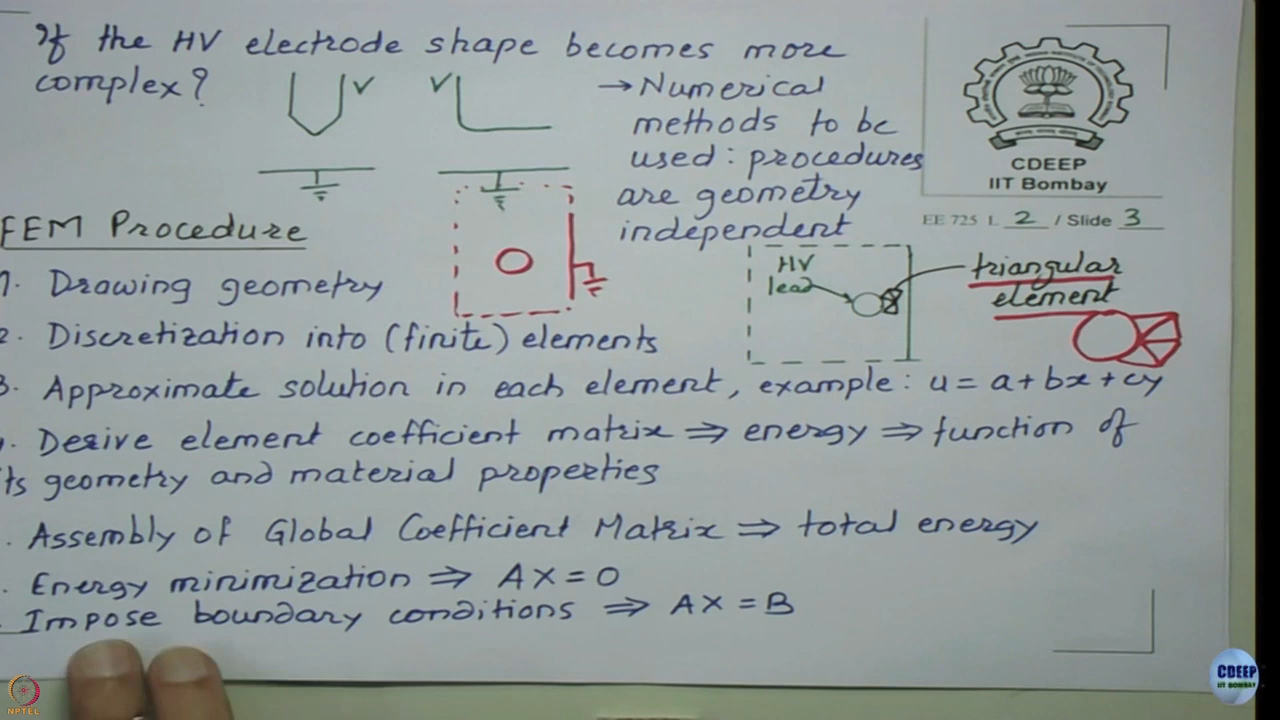 If the HV electrode shape becomes more
complex?
V
V
→ Numerical
methods to be
used: procedures
are geometry
independent
CDEEP
IIT Bombay
EE 725 L 2 / Slide 3
FEM Procedure
1. Drawing geometry
HV
lead
triangular
element
2. Discretization into (finite) elements
3. Approximate solution in each element, example: u = a + bx + cy
. Derive element coefficient matrix ⇒ energy ⇒ function of
ts geometry and material properties
. Assembly of Global Coefficient Matrix ⇒ total energy
. Energy minimization ⇒ AX = 0
. Impose boundary conditions ⇒ AX = B
NPTEL
CDEEP
IIT BOMBAY